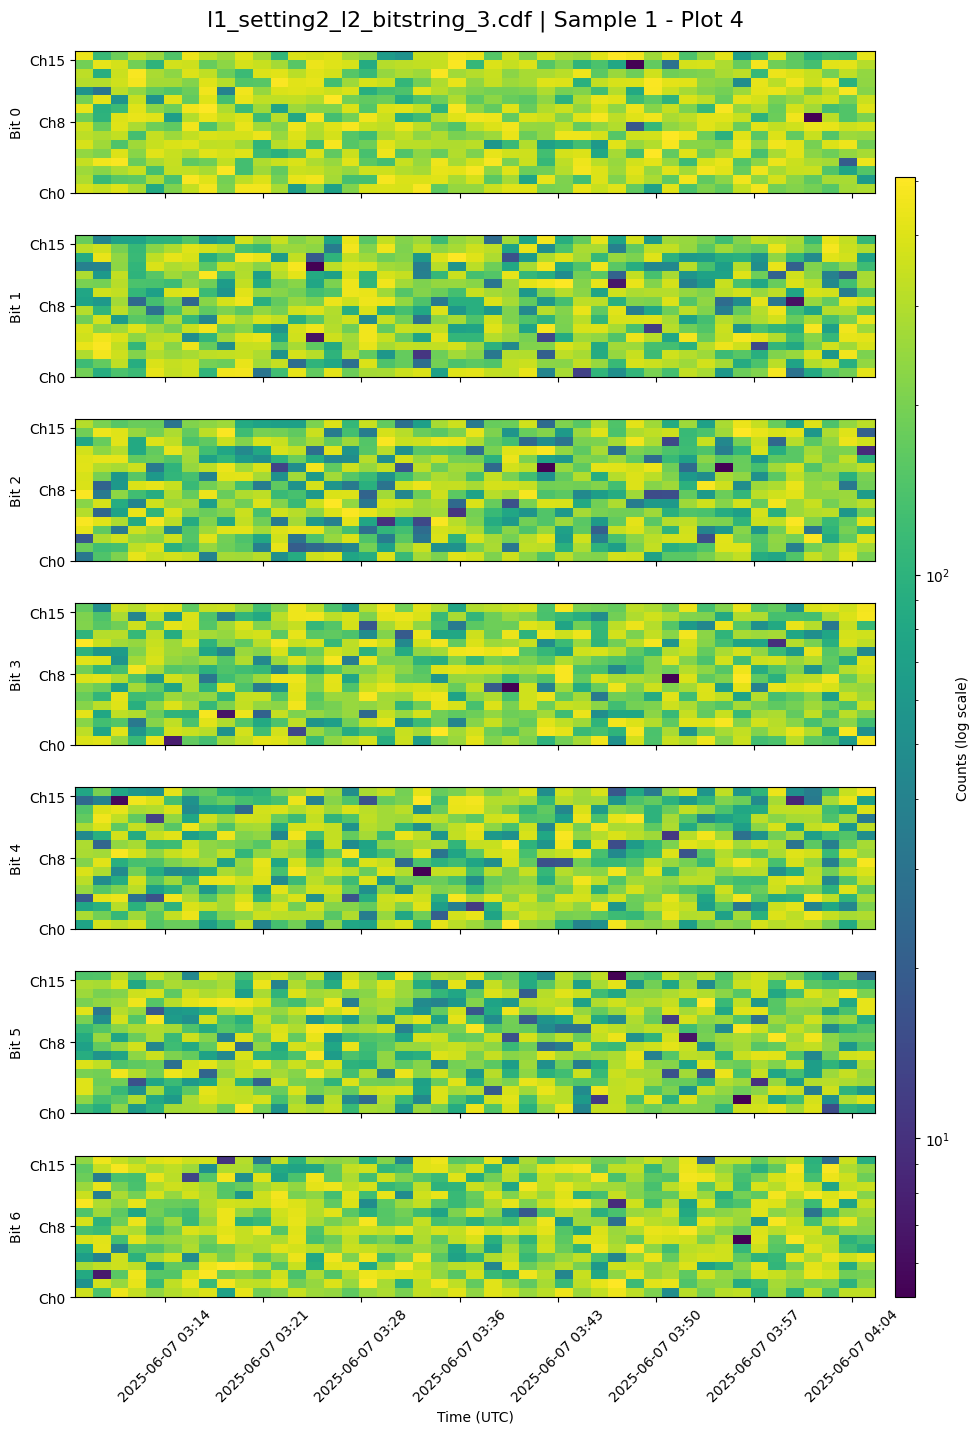 l1_setting2_l2_bitstring_3.cdf | Sample 1 - Plot 4
Bit 0
Ch15
Ch8
Ch0
Bit 1
Ch15
Ch8
Ch0
Bit 2
Ch15
Ch8
Ch0
Bit 3
Ch15
Ch8
Ch0
Bit 4
Ch15
Ch8
Ch0
Bit 5
Ch15
Ch8
Ch0
Bit 6
Ch15
Ch8
Ch0
2025-06-07 03:14
2025-06-07 03:21
2025-06-07 03:28
2025-06-07 03:36
2025-06-07 03:43
2025-06-07 03:50
2025-06-07 03:57
2025-06-07 04:04
Time (UTC)
10²
10¹
Counts (log scale)